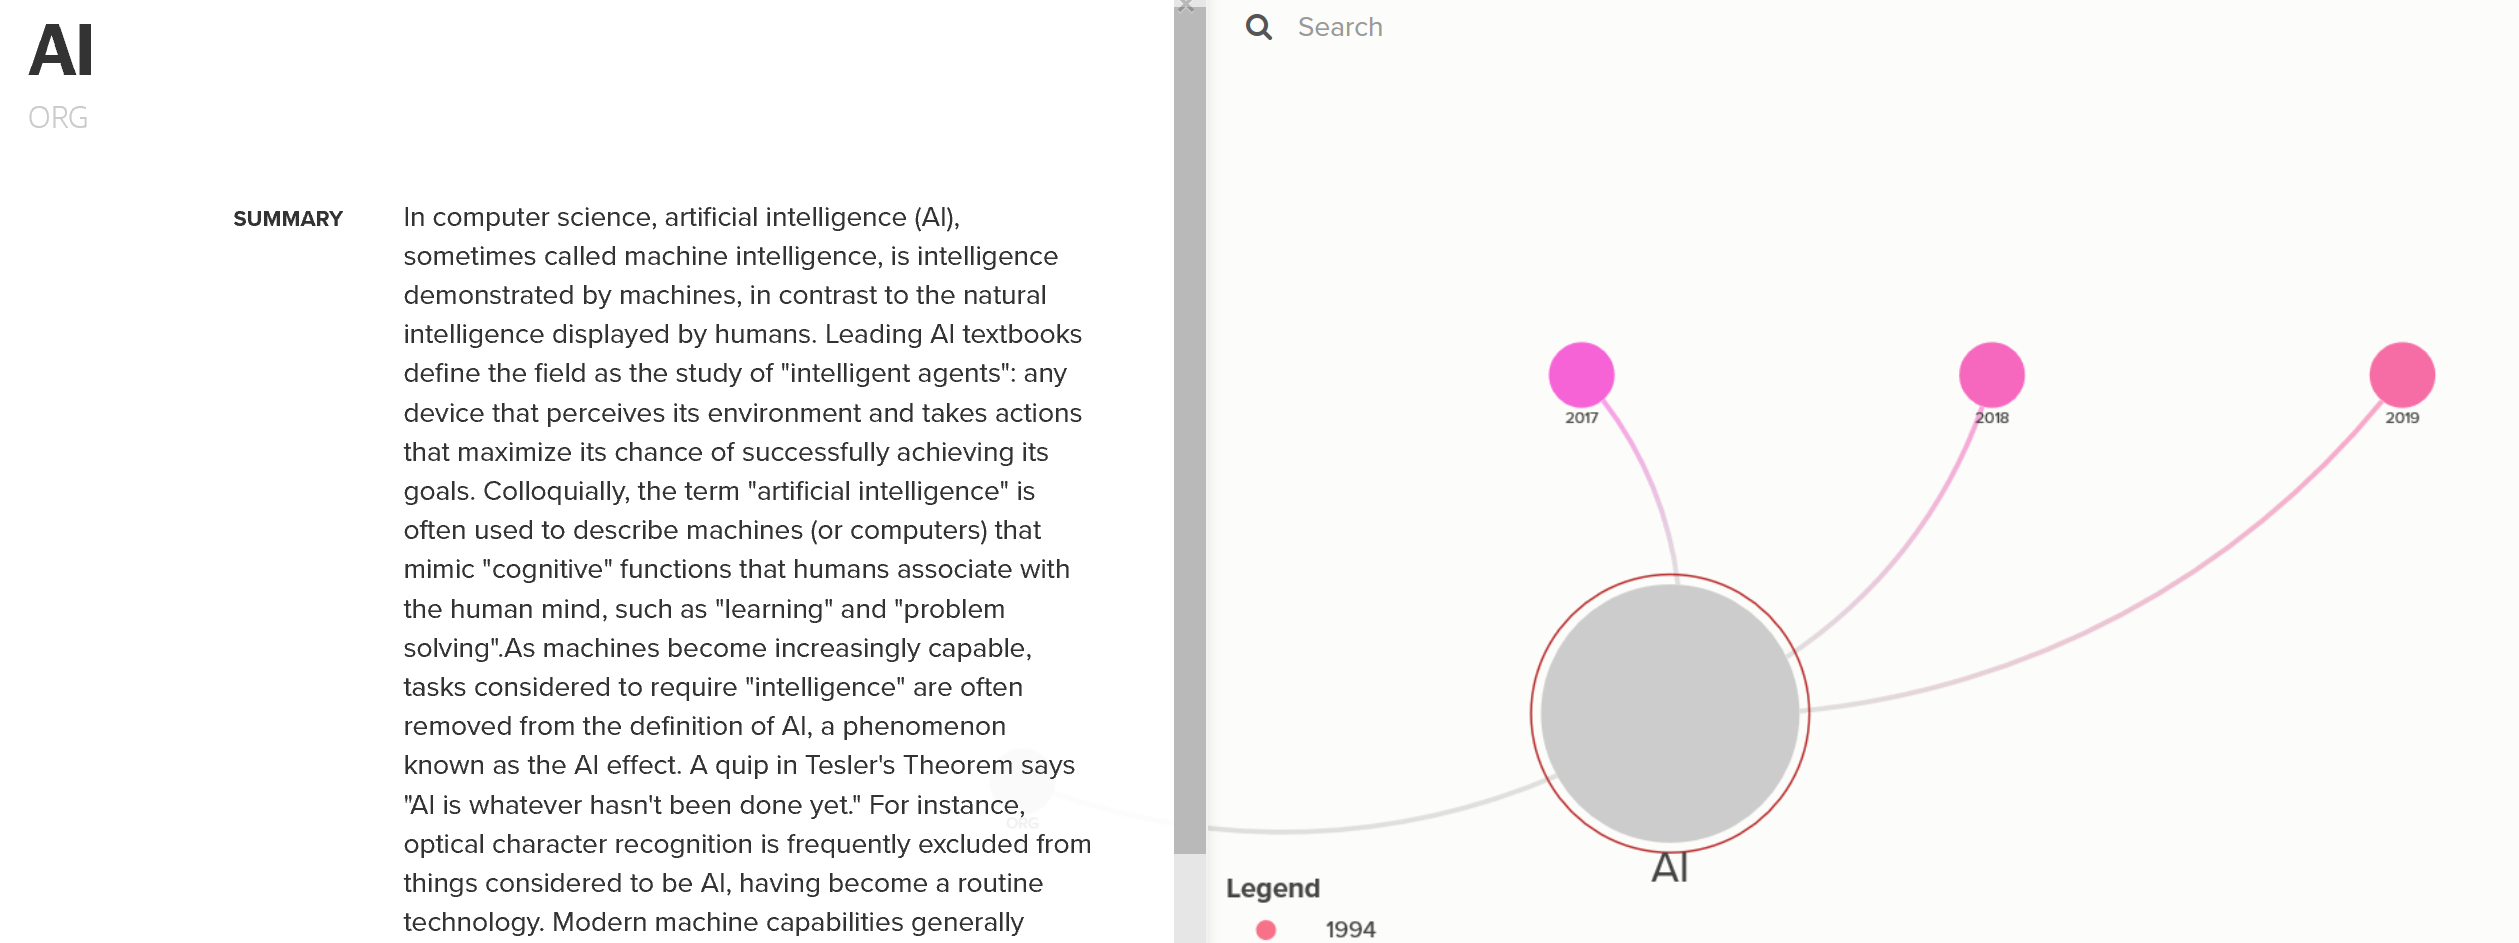 AI
ORG
SUMMARY
In computer science, artificial intelligence (AI),
sometimes called machine intelligence, is intelligence
demonstrated by machines, in contrast to the natural
intelligence displayed by humans. Leading AI textbooks
define the field as the study of "intelligent agents": any
device that perceives its environment and takes actions
that maximize its chance of successfully achieving its
goals. Colloquially, the term "artificial intelligence" is
often used to describe machines (or computers) that
mimic "cognitive" functions that humans associate with
the human mind, such as "learning" and "problem
solving".As machines become increasingly capable,
tasks considered to require "intelligence" are often
removed from the definition of AI, a phenomenon
known as the AI effect. A quip in Tesler's Theorem says
"AI is whatever hasn't been done yet." For instance,
optical character recognition is frequently excluded from
things considered to be AI, having become a routine
technology. Modern machine capabilities generally
ORG
Search
2017
2018
2019
AI
Legend
1994